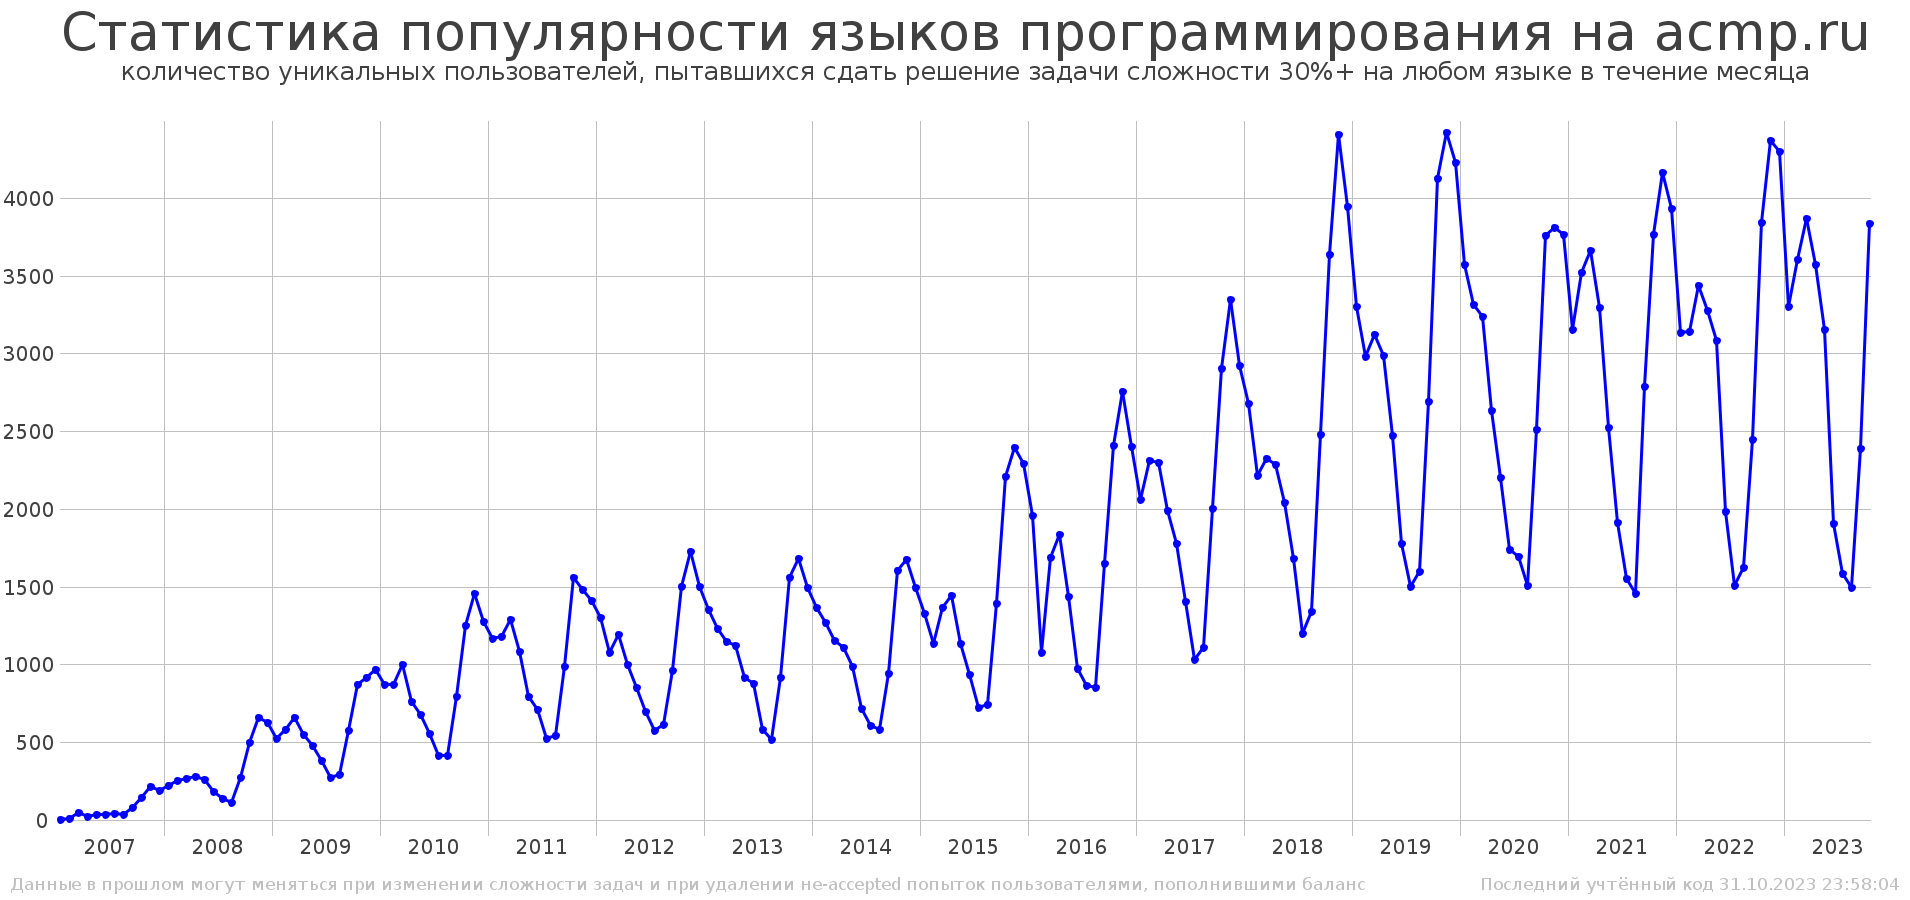 Статистика популярности языков программирования на acmp.ru
количество уникальных пользователей, пытавшихся сдать решение задачи сложности 30%+ на любом языке в течение месяца
4000
3500
3000
2500
2000
1500
1000
500
0
2007 2008 2009 2010 2011 2012 2013 2014 2015 2016 2017 2018 2019 2020 2021 2022 2023
Данные в прошлом могут меняться при изменении сложности задач и при удалении не-accepted попыток пользователями, пополнившими баланс
Последний учтённый код 31.10.2023 23:58:04